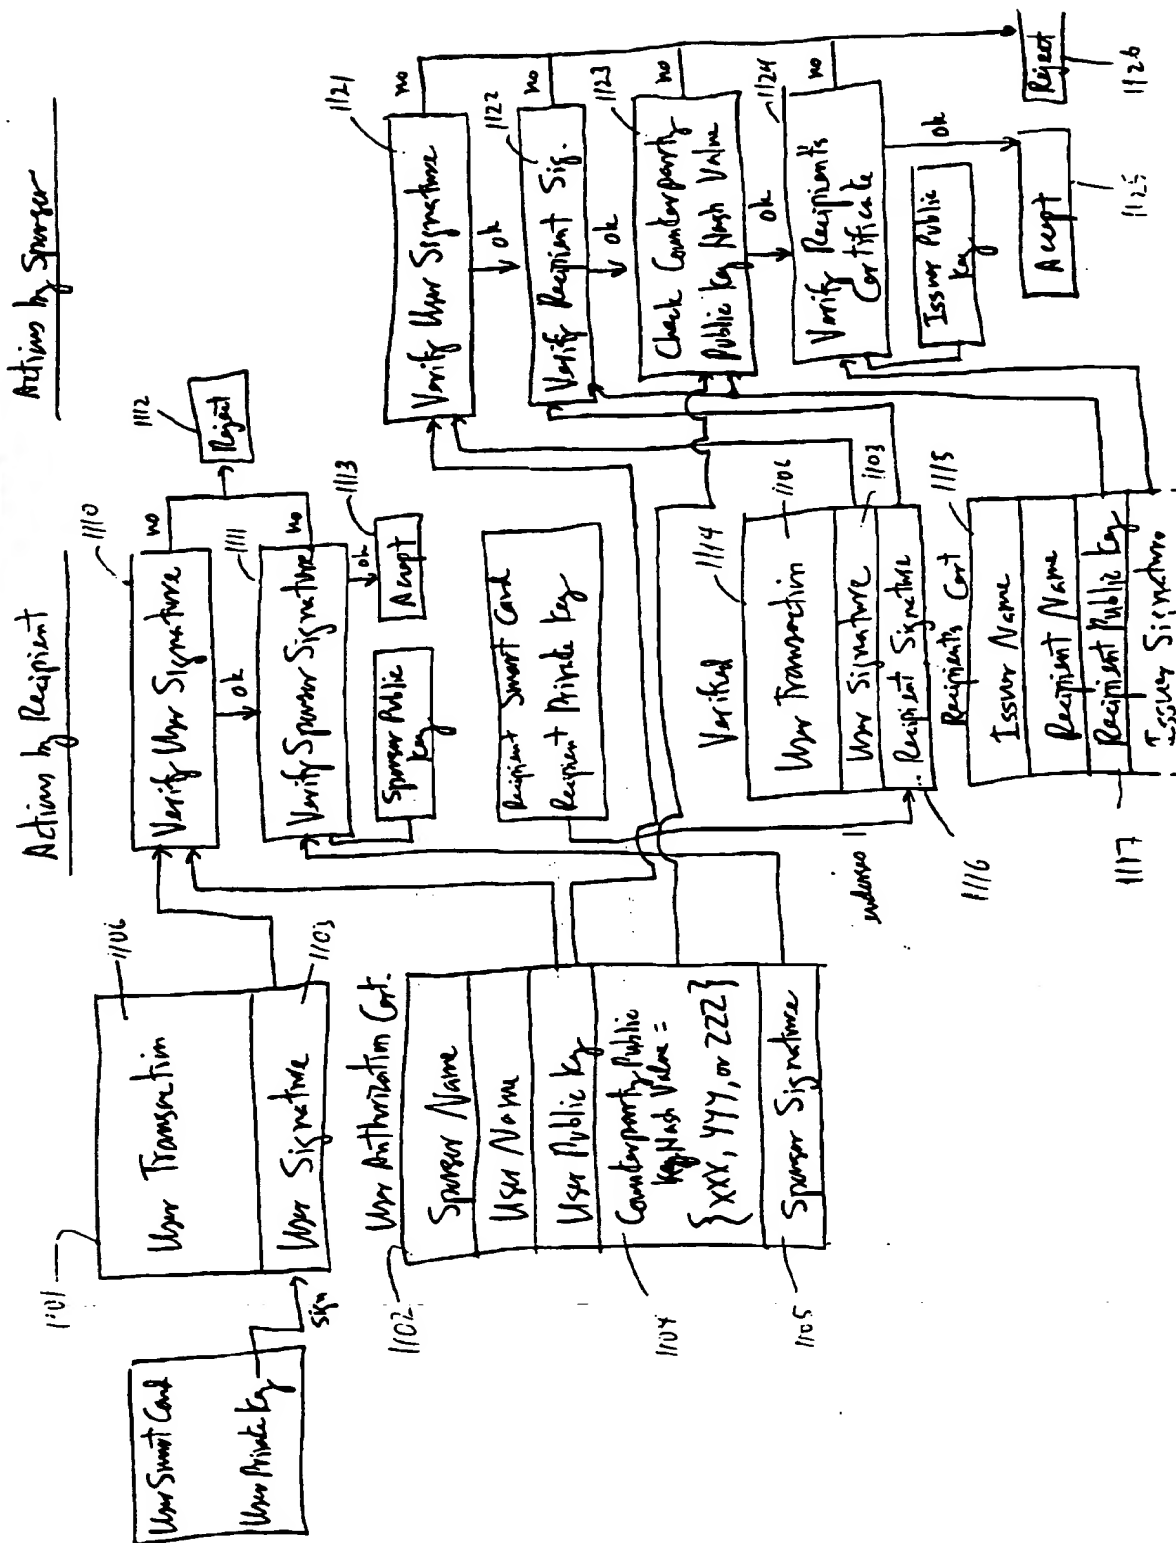 Actions by Recipient
Actions by Sponsor
1101
1106
User Transaction
User Signature
1103
User Smart Card
User Private Key
sign
1102
User Authorization Cert.
Sponsor Name
User Name
User Public Key
1104
Counterparty Public
Key Hash Value =
{XXX, YYY, or ZZZ}
1105
Sponsor Signature
1110
Verify User Signature
no
ok
1111
Verify Sponsor Signature
no
ok
1112
Reject
1113
Accept
Sponsor Public
Key
Recipient Smart Card
Recipient Private Key
Verified
1114
User Transaction
1106
User Signature
1103
Recipient Signature
endorses
1116
Recipients Cert
1115
Issuer Name
Recipient Name
Recipient Public Key
1117
Issuer Signature
1121
Verify User Signature
no
ok
1122
Verify Recipient Sig.
no
ok
1123
Check Counterparty
Public Key Hash Value
no
ok
1124
Verify Recipients
Certificate
no
ok
Issuer Public
Key
Accept
1125
Reject
1126